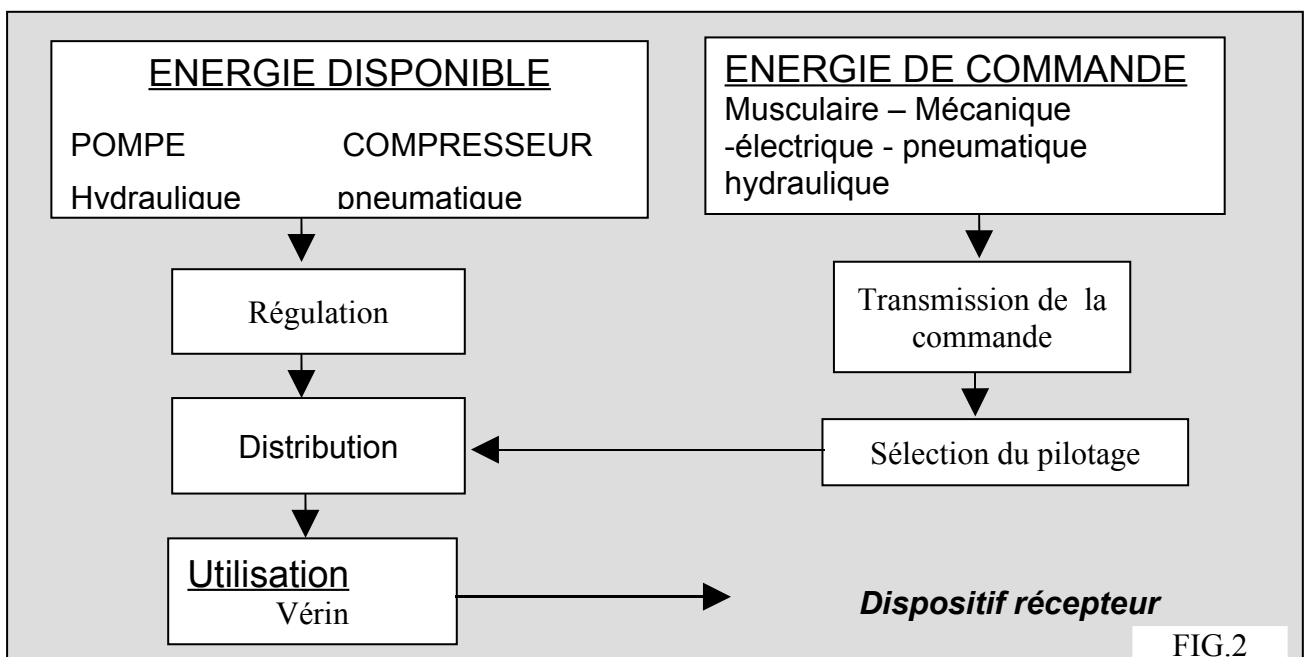 ENERGIE DISPONIBLE
POMPE COMPRESSEUR
Hydraulique pneumatique
ENERGIE DE COMMANDE
Musculaire – Mécanique
-électrique - pneumatique
hydraulique
Régulation
Transmission de la
commande
Distribution
Sélection du pilotage
Utilisation
Vérin
Dispositif récepteur
FIG.2